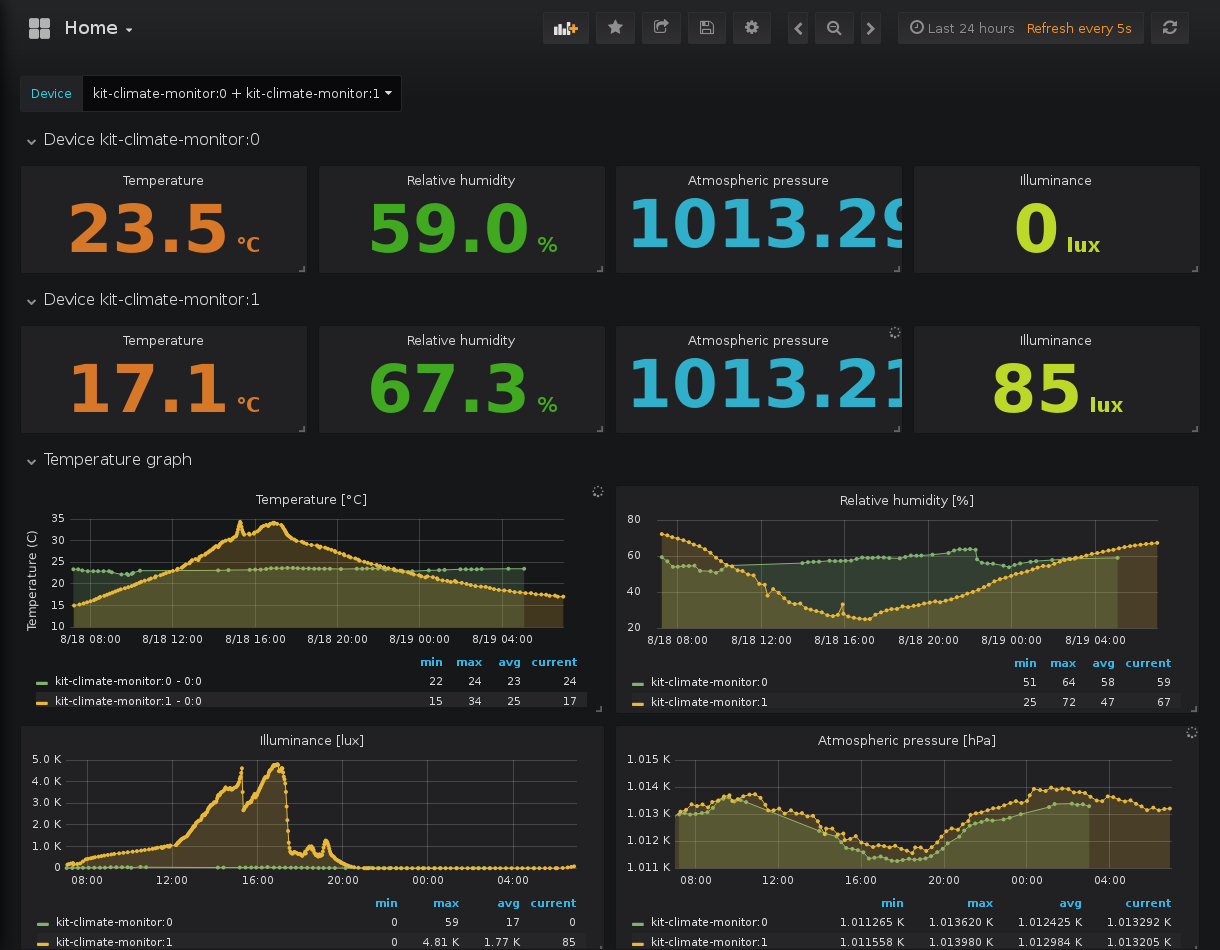 Home
Last 24 hours Refresh every 5s
Device kit-climate-monitor:0 + kit-climate-monitor:1
Device kit-climate-monitor:0
Temperature Relative humidity Atmospheric pressure Illuminance
23.5 °C 59.0 % 1013.29 0 lux
Device kit-climate-monitor:1
Temperature Relative humidity Atmospheric pressure Illuminance
17.1 °C 67.3 % 1013.21 85 lux
Temperature graph
Temperature [°C]
Temperature (C)
35
30
25
20
15
10
8/18 08:00 8/18 12:00 8/18 16:00 8/18 20:00 8/19 00:00 8/19 04:00
min max avg current
kit-climate-monitor:0 - 0:0 22 24 23 24
kit-climate-monitor:1 - 0:0 15 34 25 17
Relative humidity [%]
80
60
40
20
8/18 08:00 8/18 12:00 8/18 16:00 8/18 20:00 8/19 00:00 8/19 04:00
min max avg current
kit-climate-monitor:0 51 64 58 59
kit-climate-monitor:1 25 72 47 67
Illuminance [lux]
5.0 K
4.0 K
3.0 K
2.0 K
1.0 K
0
08:00 12:00 16:00 20:00 00:00 04:00
min max avg current
kit-climate-monitor:0 0 59 17 0
kit-climate-monitor:1 0 4.81 K 1.77 K 85
Atmospheric pressure [hPa]
1.015 K
1.014 K
1.013 K
1.012 K
1.011 K
08:00 12:00 16:00 20:00 00:00 04:00
min max avg current
kit-climate-monitor:0 1.011265 K 1.013620 K 1.012425 K 1.013292 K
kit-climate-monitor:1 1.011558 K 1.013980 K 1.012984 K 1.013205 K